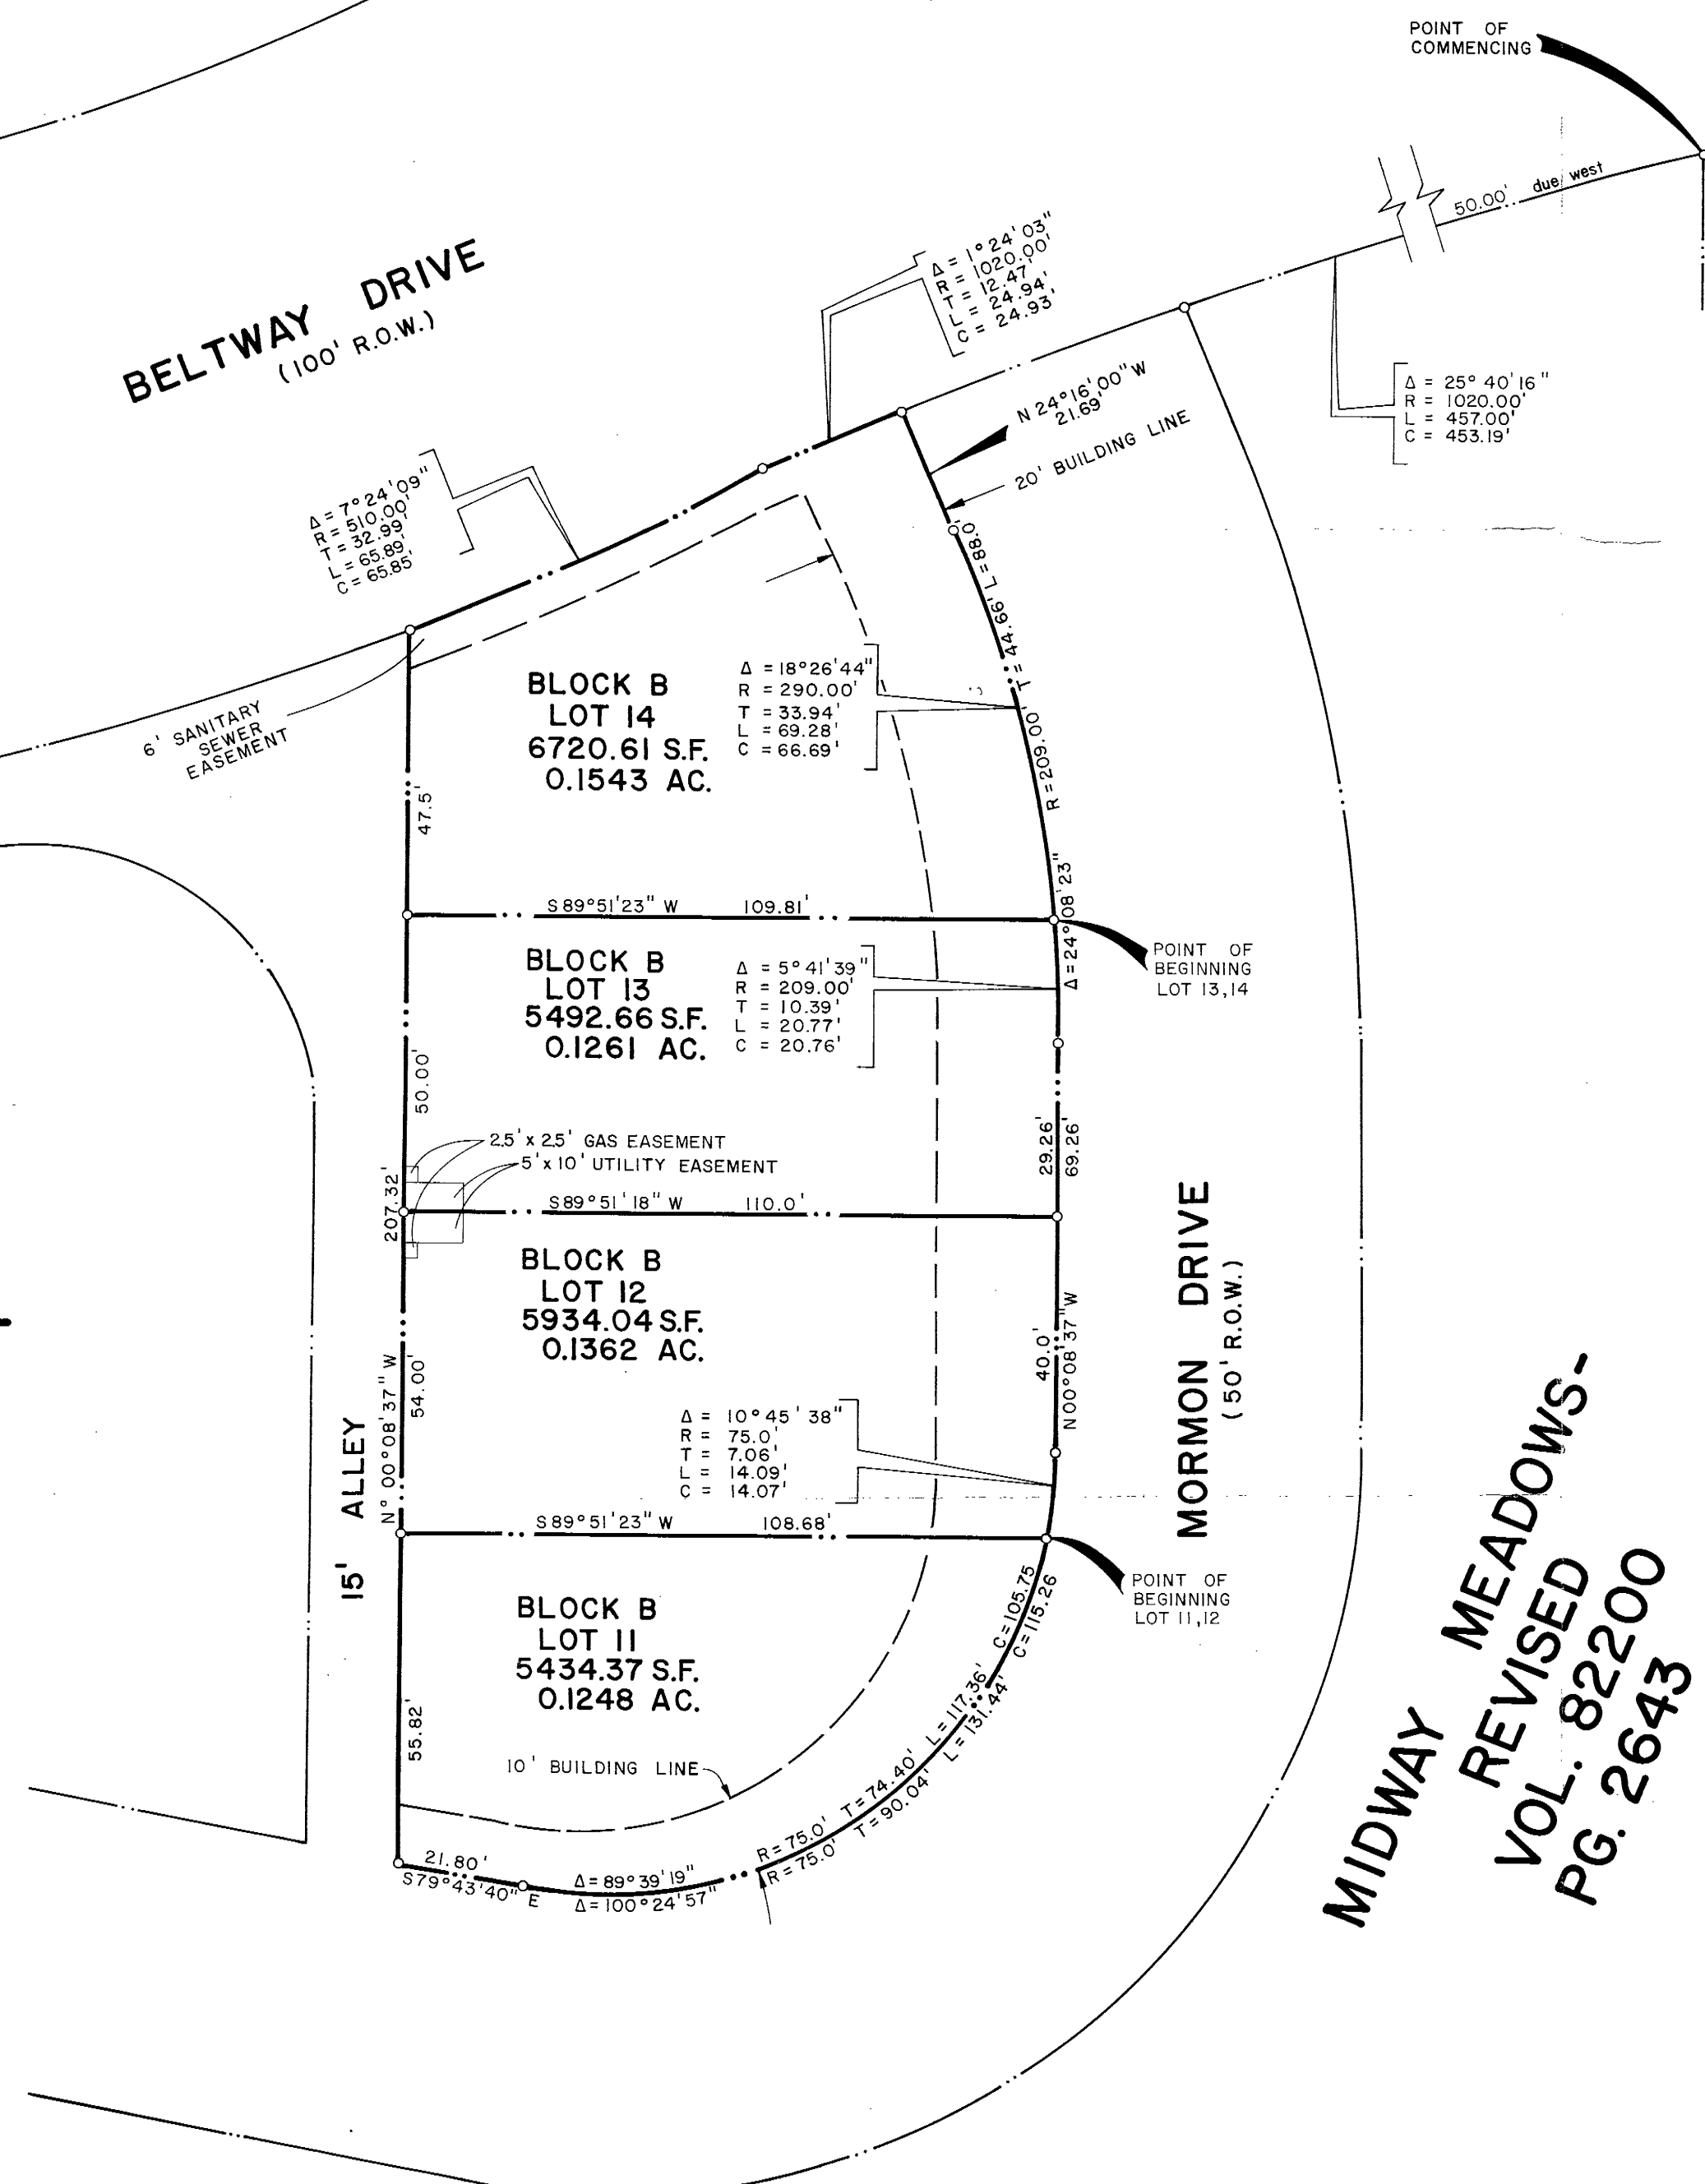 POINT OF
COMMENCING
50.00' due west
BELTWAY DRIVE
(100' R.O.W.)
Δ = 1°24'03"
R = 1020.00'
T = 12.47'
L = 24.94'
C = 24.93'
N 24°16'00" W
21.69'
20' BUILDING LINE
Δ = 25°40'16"
R = 1020.00'
L = 457.00'
C = 453.19'
Δ = 7°24'09"
R = 510.00'
T = 32.99'
L = 65.89'
C = 65.85'
6' SANITARY
SEWER
EASEMENT
BLOCK B
LOT 14
6720.61 S.F.
0.1543 AC.
Δ = 18°26'44"
R = 290.00'
T = 33.94'
L = 69.28'
C = 66.69'
Δ = 24°08'23" R = 209.00' T = 44.66' L = 88.0'
47.5'
S 89°51'23" W 109.81'
POINT OF
BEGINNING
LOT 13,14
BLOCK B
LOT 13
5492.66 S.F.
0.1261 AC.
Δ = 5°41'39"
R = 209.00'
T = 10.39'
L = 20.77'
C = 20.76'
50.00'
2.5' x 2.5' GAS EASEMENT
5' x 10' UTILITY EASEMENT
29.26'
69.26'
207.32'
S 89°51'18" W 110.0'
BLOCK B
LOT 12
5934.04 S.F.
0.1362 AC.
N° 00°08'37" W
54.00'
40.0'
N 00°08'37" W
MORMON DRIVE
(50' R.O.W.)
Δ = 10°45'38"
R = 75.0'
T = 7.06'
L = 14.09'
C = 14.07'
15' ALLEY
S 89°51'23" W 108.68'
POINT OF
BEGINNING
LOT 11,12
BLOCK B
LOT 11
5434.37 S.F.
0.1248 AC.
55.82'
10' BUILDING LINE
R = 75.0' T = 74.40' L = 117.36' C = 105.75
R = 75.0' T = 90.04' L = 131.44' C = 115.26
21.80'
S 79°43'40" E
Δ = 89°39'19"
Δ = 100°24'57"
MIDWAY MEADOWS-
REVISED
VOL. 82200
PG. 2643